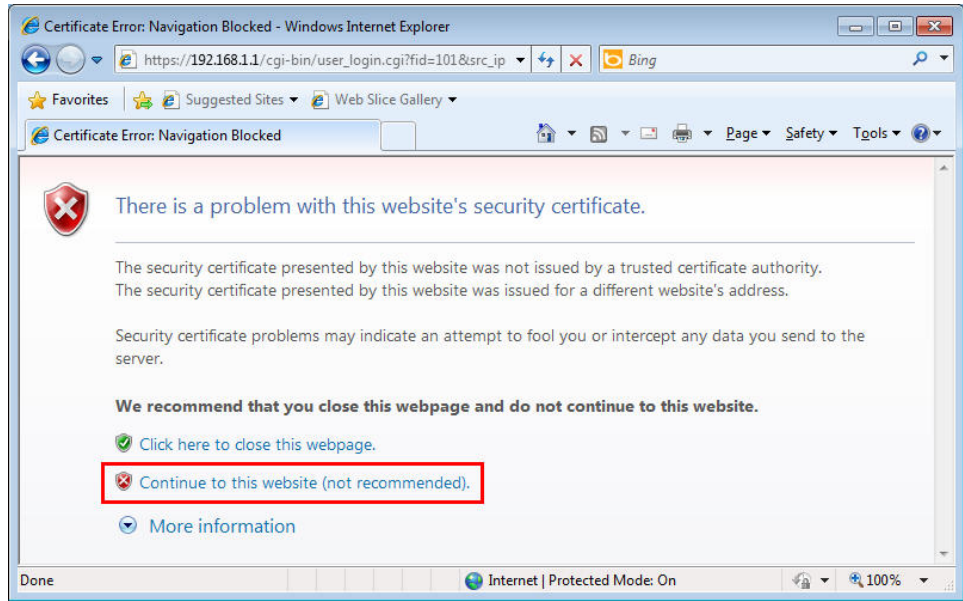 Certificate Error: Navigation Blocked - Windows Internet Explorer
https://192.168.1.1/cgi-bin/user_login.cgi?fid=101&src_ip
Bing
Favorites
Suggested Sites
Web Slice Gallery
Certificate Error: Navigation Blocked
Page
Safety
Tools
There is a problem with this website's security certificate.
The security certificate presented by this website was not issued by a trusted certificate authority.
The security certificate presented by this website was issued for a different website's address.
Security certificate problems may indicate an attempt to fool you or intercept any data you send to the
server.
We recommend that you close this webpage and do not continue to this website.
Click here to close this webpage.
Continue to this website (not recommended).
More information
Done
Internet | Protected Mode: On
100%